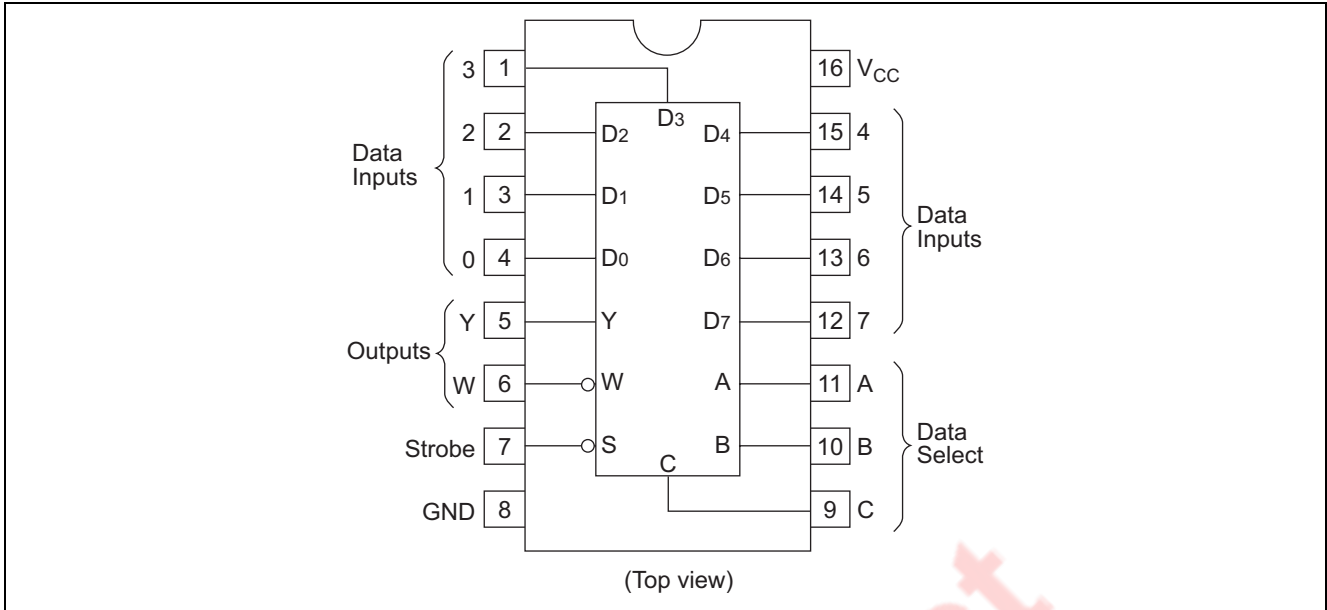 3 1
2 2
1 3
0 4
Data
Inputs
Y 5
W 6
Outputs
Strobe 7
GND 8
D3
D2 D4
D1 D5
D0 D6
Y D7
W A
S B
C
16 VCC
15 4
14 5
13 6
12 7
Data
Inputs
11 A
10 B
9 C
Data
Select
(Top view)